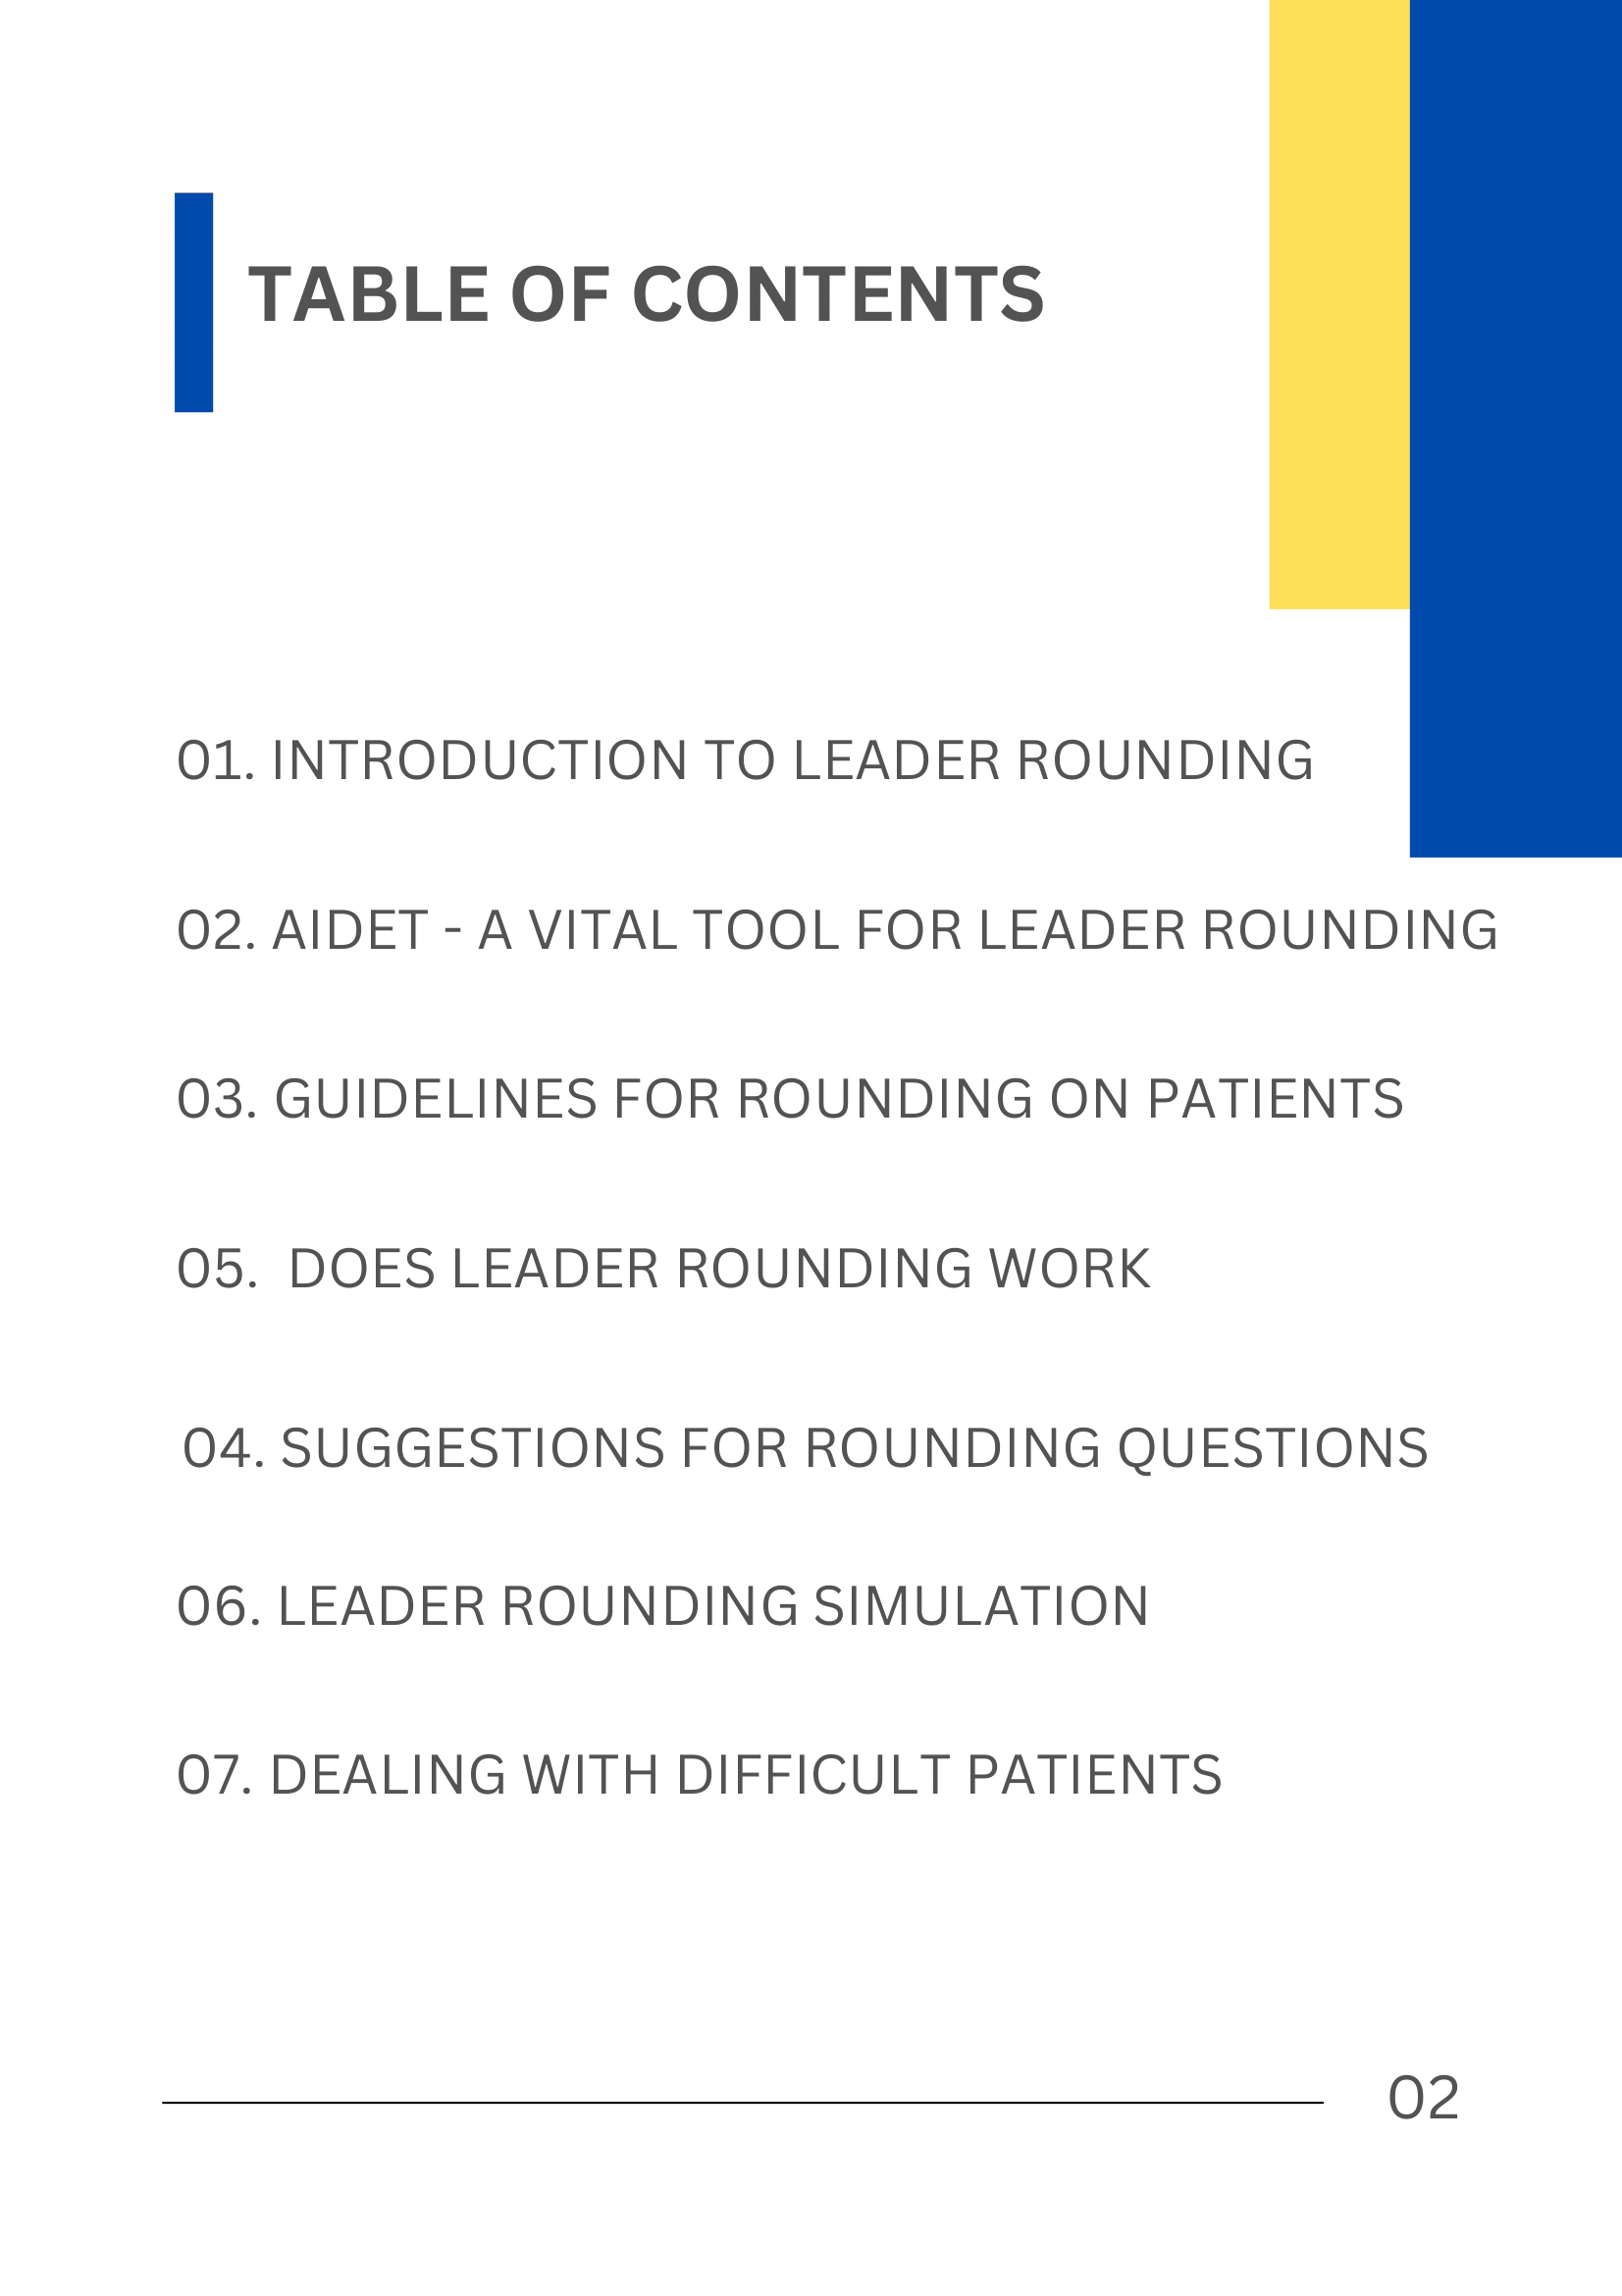 TABLE OF CONTENTS
01. INTRODUCTION TO LEADER ROUNDING
02. AIDET - A VITAL TOOL FOR LEADER ROUNDING
03. GUIDELINES FOR ROUNDING ON PATIENTS
05.  DOES LEADER ROUNDING WORK
04. SUGGESTIONS FOR ROUNDING QUESTIONS
06. LEADER ROUNDING SIMULATION
07. DEALING WITH DIFFICULT PATIENTS
02